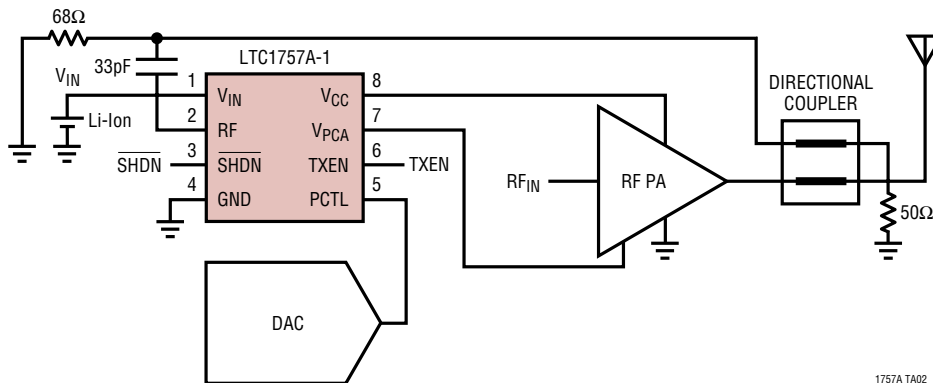 68Ω
33pF
LTC1757A-1
V_IN
Li-Ion
1
V_IN
V_CC
8
2
RF
V_PCA
7
SHDN
3
SHDN
TXEN
6
TXEN
4
GND
PCTL
5
DAC
RF_IN
RF PA
DIRECTIONAL
COUPLER
50Ω
1757A TA02